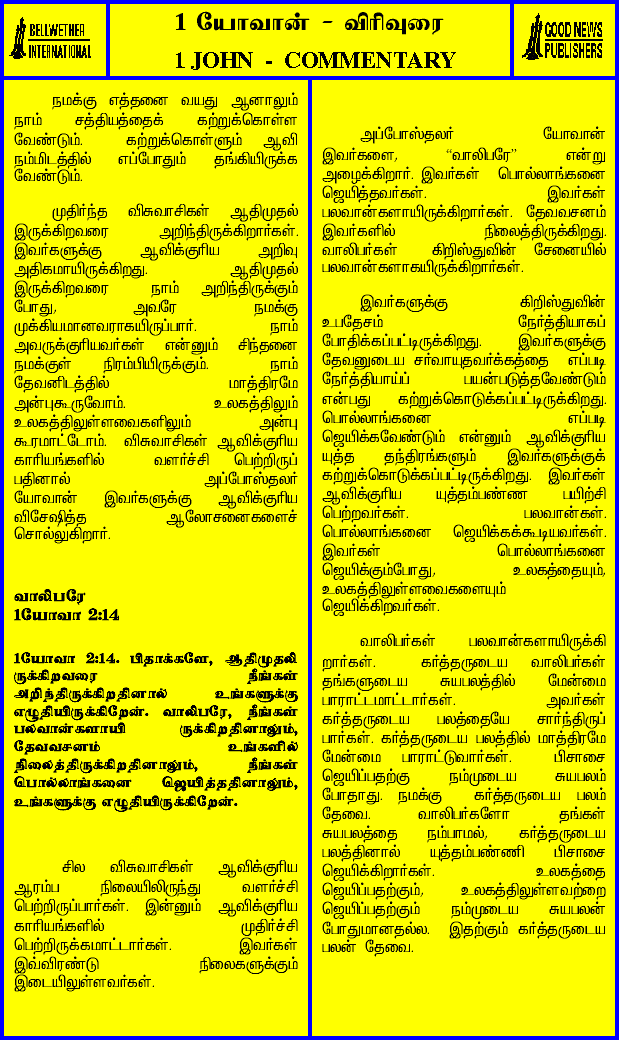 BELLWETHER
INTERNATIONAL
1 யோவான் - விரிவுரை
1 JOHN - COMMENTARY
GOOD NEWS
PUBLISHERS
நமக்கு எத்தனை வயது ஆனாலும்
நாம் சத்தியத்தைக் கற்றுக்கொள்ள
வேண்டும். கற்றுக்கொள்ளும் ஆவி
நம்மிடத்தில் எப்போதும் தங்கியிருக்க
வேண்டும்.
முதிர்ந்த விசுவாசிகள் ஆதிமுதல்
இருக்கிறவரை அறிந்திருக்கிறார்கள்.
இவர்களுக்கு ஆவிக்குரிய அறிவு
அதிகமாயிருக்கிறது. ஆதிமுதல்
இருக்கிறவரை நாம் அறிந்திருக்கும்
போது, அவரே நமக்கு
முக்கியமானவராகயிருப்பார். நாம்
அவருக்குரியவர்கள் என்னும் சிந்தனை
நமக்குள் நிரம்பியிருக்கும். நாம்
தேவனிடத்தில் மாத்திரமே
அன்புகூருவோம். உலகத்திலும்
உலகத்திலுள்ளவைகளிலும் அன்பு
கூரமாட்டோம். விசுவாசிகள் ஆவிக்குரிய
காரியங்களில் வளர்ச்சி பெற்றிருப்
பதினால் அப்போஸ்தலர்
யோவான் இவர்களுக்கு ஆவிக்குரிய
விசேஷித்த ஆலோசனைகளைச்
சொல்லுகிறார்.
வாலிபரே
1யோவா 2:14
1யோவா 2:14. பிதாக்களே, ஆதிமுதலி
ருக்கிறவரை நீங்கள்
அறிந்திருக்கிறதினால் உங்களுக்கு
எழுதியிருக்கிறேன். வாலிபரே, நீங்கள்
பலவான்களாயி ருக்கிறதினாலும்,
தேவவசனம் உங்களில்
நிலைத்திருக்கிறதினாலும், நீங்கள்
பொல்லாங்கனை ஜெயித்ததினாலும்,
உங்களுக்கு எழுதியிருக்கிறேன்.
சில விசுவாசிகள் ஆவிக்குரிய
ஆரம்ப நிலையிலிருந்து வளர்ச்சி
பெற்றிருப்பார்கள். இன்னும் ஆவிக்குரிய
காரியங்களில் முதிர்ச்சி
பெற்றிருக்கமாட்டார்கள். இவர்கள்
இவ்விரண்டு நிலைகளுக்கும்
இடையிலுள்ளவர்கள்.
அப்போஸ்தலர் யோவான்
இவர்களை, “வாலிபரே” என்று
அழைக்கிறார். இவர்கள் பொல்லாங்கனை
ஜெயித்தவர்கள். இவர்கள்
பலவான்களாயிருக்கிறார்கள். தேவவசனம்
இவர்களில் நிலைத்திருக்கிறது.
வாலிபர்கள் கிறிஸ்துவின் சேனையில்
பலவான்களாகயிருக்கிறார்கள்.
இவர்களுக்கு கிறிஸ்துவின்
உபதேசம் நேர்த்தியாகப்
போதிக்கப்பட்டிருக்கிறது. இவர்களுக்கு
தேவனுடைய சர்வாயுதவர்க்கத்தை எப்படி
நேர்த்தியாய்ப் பயன்படுத்தவேண்டும்
என்பது கற்றுக்கொடுக்கப்பட்டிருக்கிறது.
பொல்லாங்கனை எப்படி
ஜெயிக்கவேண்டும் என்னும் ஆவிக்குரிய
யுத்த தந்திரங்களும் இவர்களுக்குக்
கற்றுக்கொடுக்கப்பட்டிருக்கிறது. இவர்கள்
ஆவிக்குரிய யுத்தம்பண்ண பயிற்சி
பெற்றவர்கள். பலவான்கள்.
பொல்லாங்கனை ஜெயிக்கக்கூடியவர்கள்.
இவர்கள் பொல்லாங்கனை
ஜெயிக்கும்போது, உலகத்தையும்,
உலகத்திலுள்ளவைகளையும்
ஜெயிக்கிறவர்கள்.
வாலிபர்கள் பலவான்களாயிருக்கி
றார்கள். கர்த்தருடைய வாலிபர்கள்
தங்களுடைய சுயபலத்தில் மேன்மை
பாராட்டமாட்டார்கள். அவர்கள்
கர்த்தருடைய பலத்தையே சார்ந்திருப்
பார்கள். கர்த்தருடைய பலத்தில் மாத்திரமே
மேன்மை பாராட்டுவார்கள். பிசாசை
ஜெயிப்பதற்கு நம்முடைய சுயபலம்
போதாது. நமக்கு கர்த்தருடைய பலம்
தேவை. வாலிபர்களோ தங்கள்
சுயபலத்தை நம்பாமல், கர்த்தருடைய
பலத்தினால் யுத்தம்பண்ணி பிசாசை
ஜெயிக்கிறார்கள். உலகத்தை
ஜெயிப்பதற்கும், உலகத்திலுள்ளவற்றை
ஜெயிப்பதற்கும் நம்முடைய சுயபலன்
போதுமானதல்ல. இதற்கும் கர்த்தருடைய
பலன் தேவை.